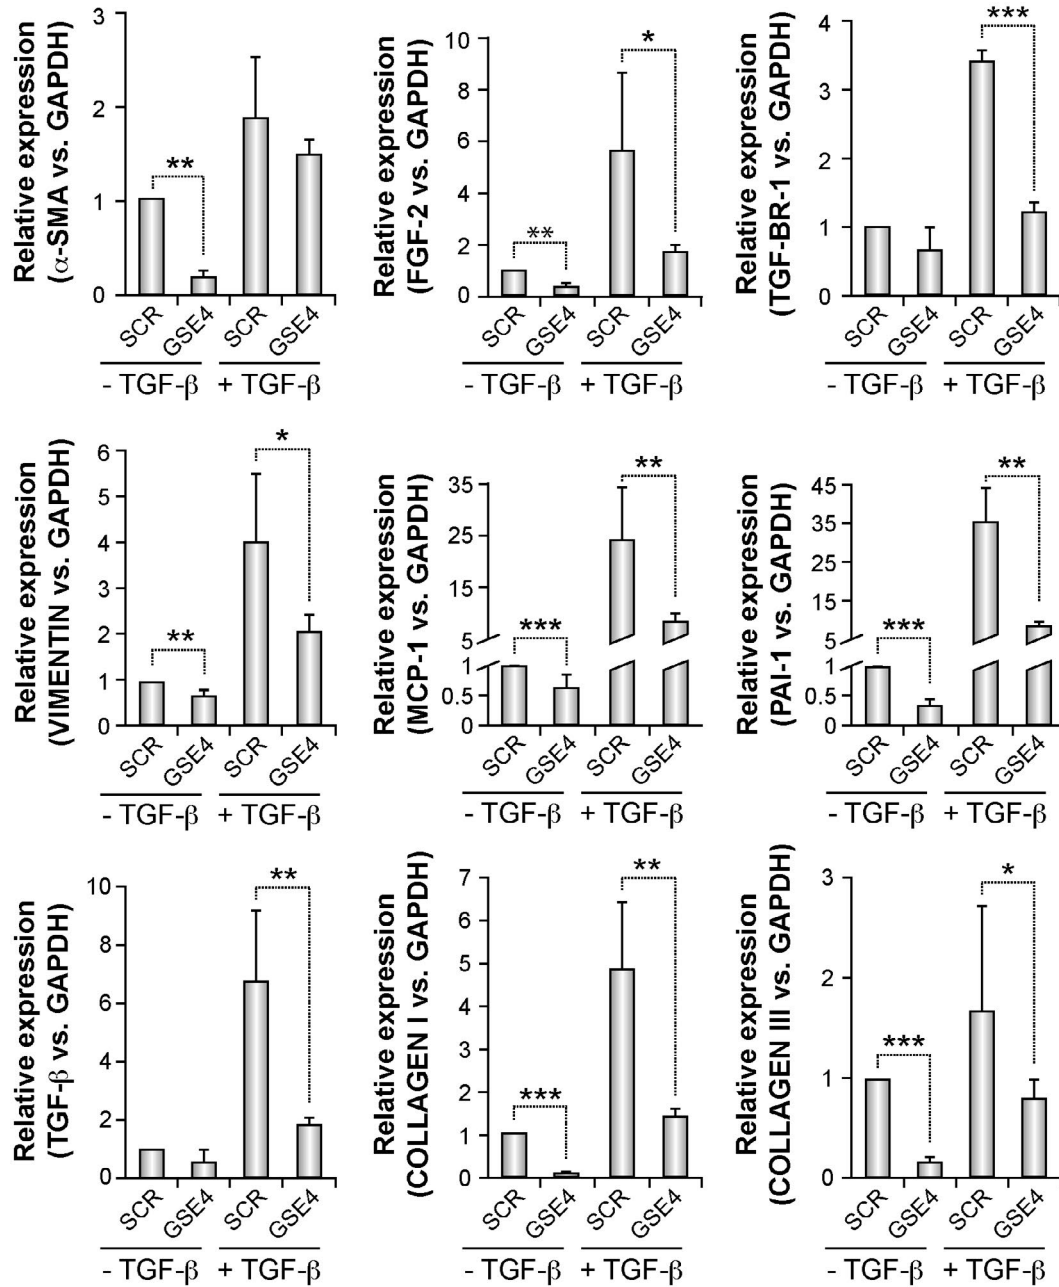 Relative expression
(α-SMA vs. GAPDH)
3
2
1
0
**
SCR
GSE4
SCR
GSE4
- TGF-β
+ TGF-β
Relative expression
(FGF-2 vs. GAPDH)
10
8
6
4
2
0
**
*
SCR
GSE4
SCR
GSE4
- TGF-β
+ TGF-β
Relative expression
(TGF-BR-1 vs. GAPDH)
4
3
2
1
0
***
SCR
GSE4
SCR
GSE4
- TGF-β
+ TGF-β
Relative expression
(VIMENTIN vs. GAPDH)
6
5
4
3
2
1
0
**
*
SCR
GSE4
SCR
GSE4
- TGF-β
+ TGF-β
Relative expression
(MCP-1 vs. GAPDH)
35
25
15
5
1
0.5
0
***
**
SCR
GSE4
SCR
GSE4
- TGF-β
+ TGF-β
Relative expression
(PAI-1 vs. GAPDH)
45
35
25
15
5
1
0.5
0
***
**
SCR
GSE4
SCR
GSE4
- TGF-β
+ TGF-β
Relative expression
(TGF-β vs. GAPDH)
10
8
6
4
2
0
**
SCR
GSE4
SCR
GSE4
- TGF-β
+ TGF-β
Relative expression
(COLLAGEN I vs. GAPDH)
7
6
5
4
3
2
1
0
***
**
SCR
GSE4
SCR
GSE4
- TGF-β
+ TGF-β
Relative expression
(COLLAGEN III vs. GAPDH)
3
2
1
0
***
*
SCR
GSE4
SCR
GSE4
- TGF-β
+ TGF-β